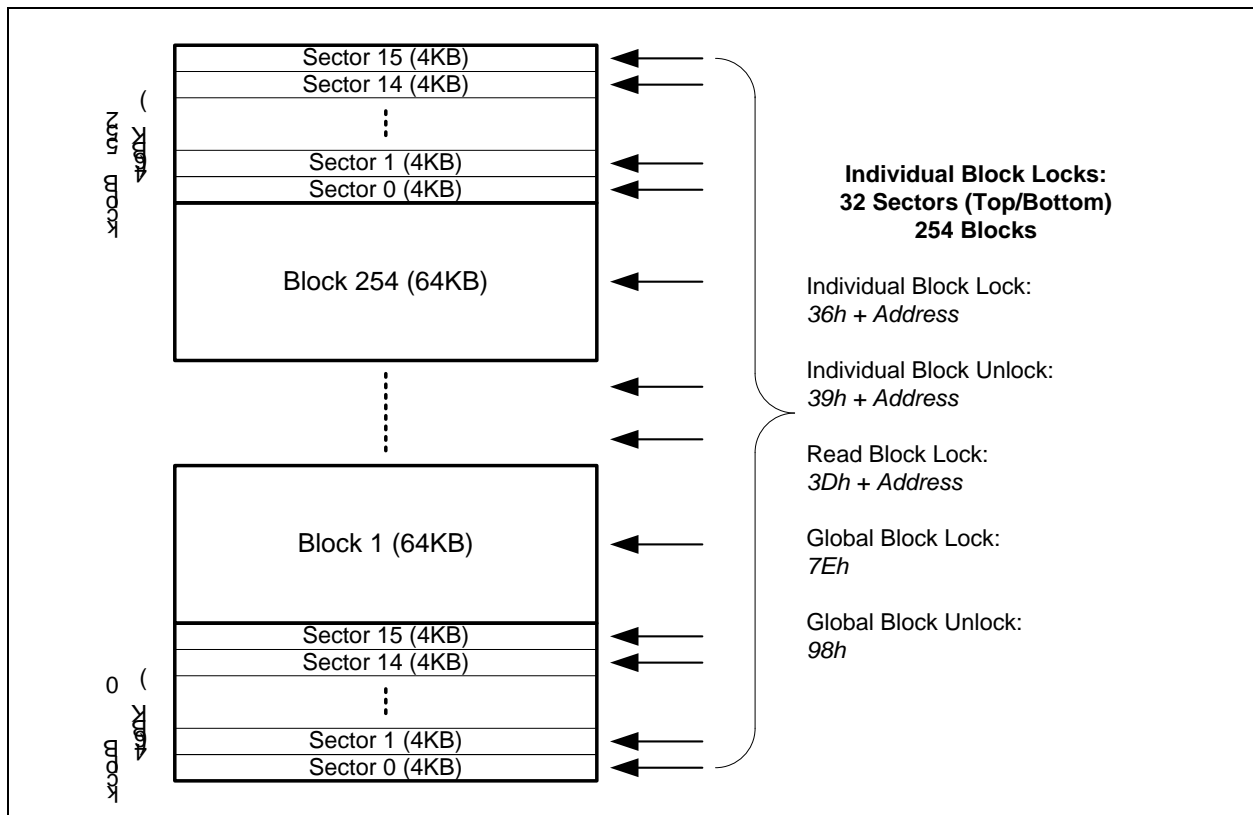 Sector 15 (4KB)
Sector 14 (4KB)
Sector 1 (4KB)
Sector 0 (4KB)
Block 254 (64KB)
Block 1 (64KB)
Sector 15 (4KB)
Sector 14 (4KB)
Sector 1 (4KB)
Sector 0 (4KB)
Individual Block Locks:
32 Sectors (Top/Bottom)
254 Blocks
Individual Block Lock:
36h + Address
Individual Block Unlock:
39h + Address
Read Block Lock:
3Dh + Address
Global Block Lock:
7Eh
Global Block Unlock:
98h